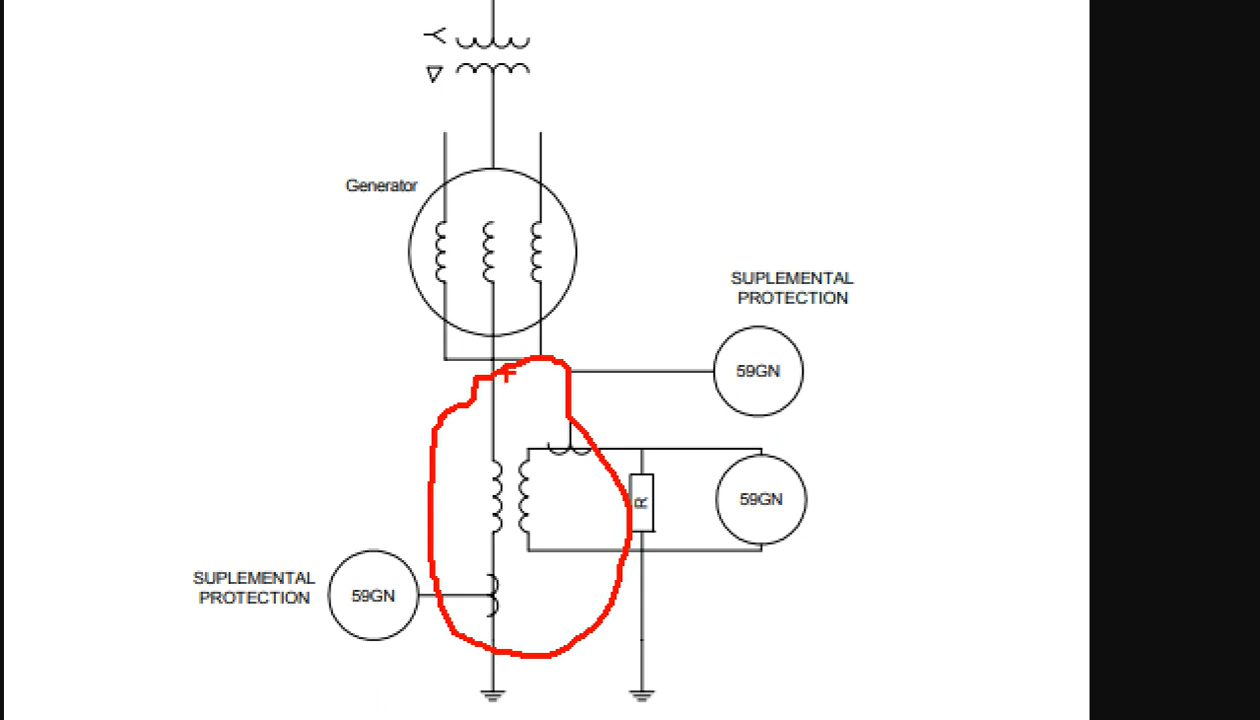 Generator
SUPLEMENTAL
PROTECTION
59GN
R
59GN
SUPLEMENTAL
PROTECTION
59GN